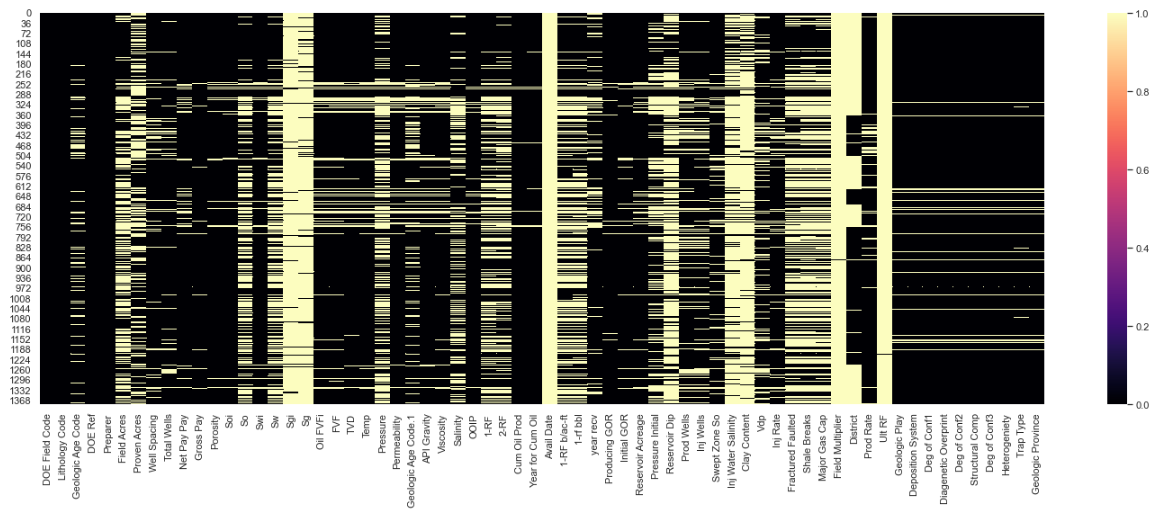 0
36
72
108
144
180
216
252
288
324
360
396
432
468
504
540
576
612
648
684
720
756
792
828
864
900
936
972
1008
1044
1080
1116
1152
1188
1224
1260
1296
1332
1368
DOE Field Code
Lithology Code
Geologic Age Code
DOE Ref
Preparer
Field Acres
Proven Acres
Well Spacing
Total Wells
Net Pay
Gross Pay
Porosity
Soi
So
Swi
Sw
Sgi
Sg
Oil FVFi
FVF
TVD
Temp
Pressure
Permeability
Geologic Age Code.1
API Gravity
Viscosity
Salinity
OOIP
1-RF
2-RF
Cum Oil Prod
Year for Cum Oil
Avail Date
1-RF b/ac-ft
1-rf bbl
year recv
Producing GOR
Initial GOR
Reservoir Acreage
Pressure Initial
Reservoir Dip
Prod Wells
Inj Wells
Swept Zone So
Inj Water Salinity
Clay Content
Vdp
Inj Rate
Fractured Faulted
Shale Breaks
Major Gas Cap
Field Multiplier
District
Prod Rate
Ult RF
Geologic Play
Deposition System
Deg of Conf1
Diagenetic Overprint
Deg of Conf2
Structural Comp
Deg of Conf3
Heterogeniety
Trap Type
Geologic Province
1.0
0.8
0.6
0.4
0.2
0.0